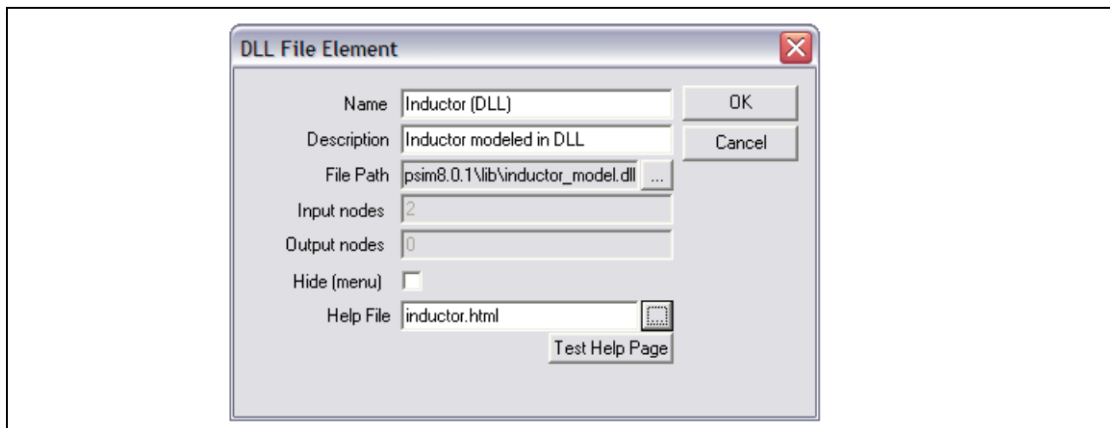 DLL File Element
Name Inductor (DLL) OK
Description Inductor modeled in DLL Cancel
File Path psim8.0.1\lib\inductor_model.dll ...
Input nodes 2
Output nodes 0
Hide (menu)
Help File inductor.html ...
Test Help Page